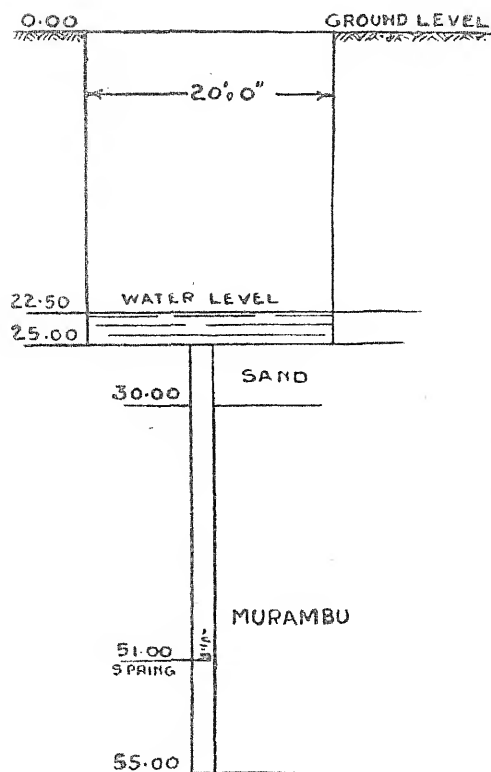 0.00 GROUND LEVEL
20'.0"
22.50 WATER LEVEL
25.00
SAND
30.00
MURAMBU
51.00
SPRING
55.00